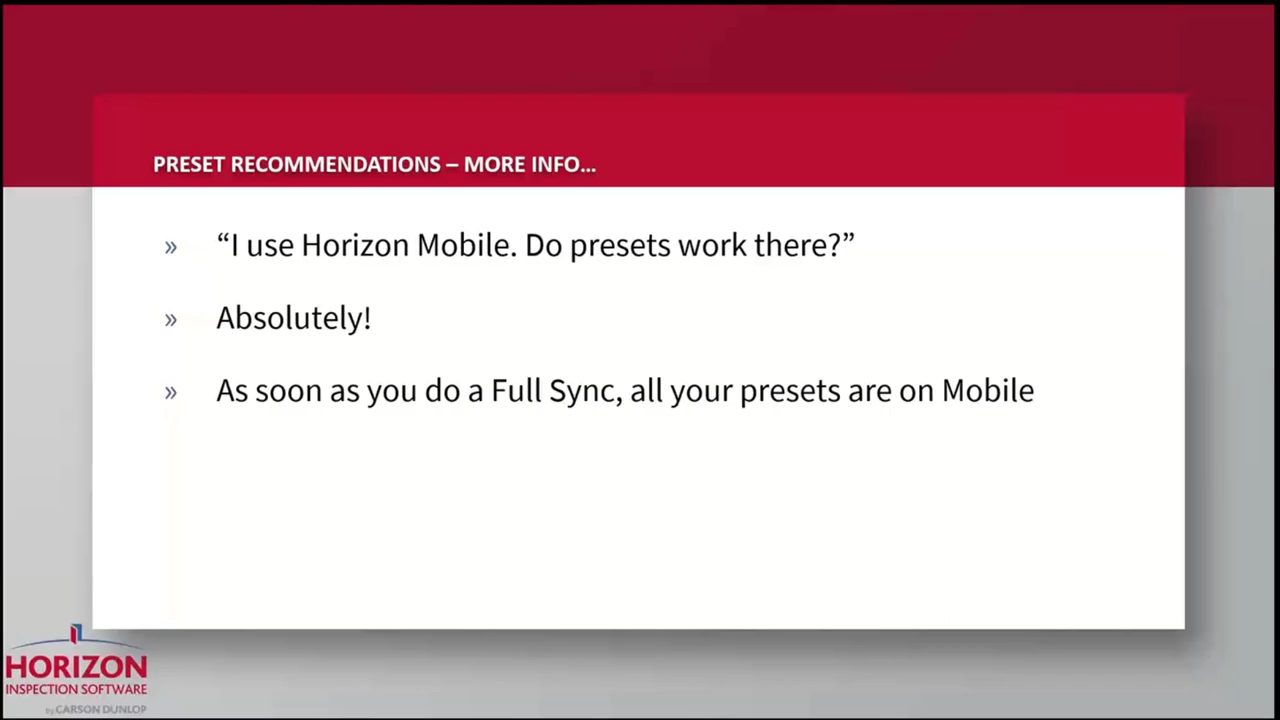 PRESET RECOMMENDATIONS – MORE INFO...
» “I use Horizon Mobile. Do presets work there?”
» Absolutely!
» As soon as you do a Full Sync, all your presets are on Mobile
HORIZON
INSPECTION SOFTWARE
by CARSON DUNLOP